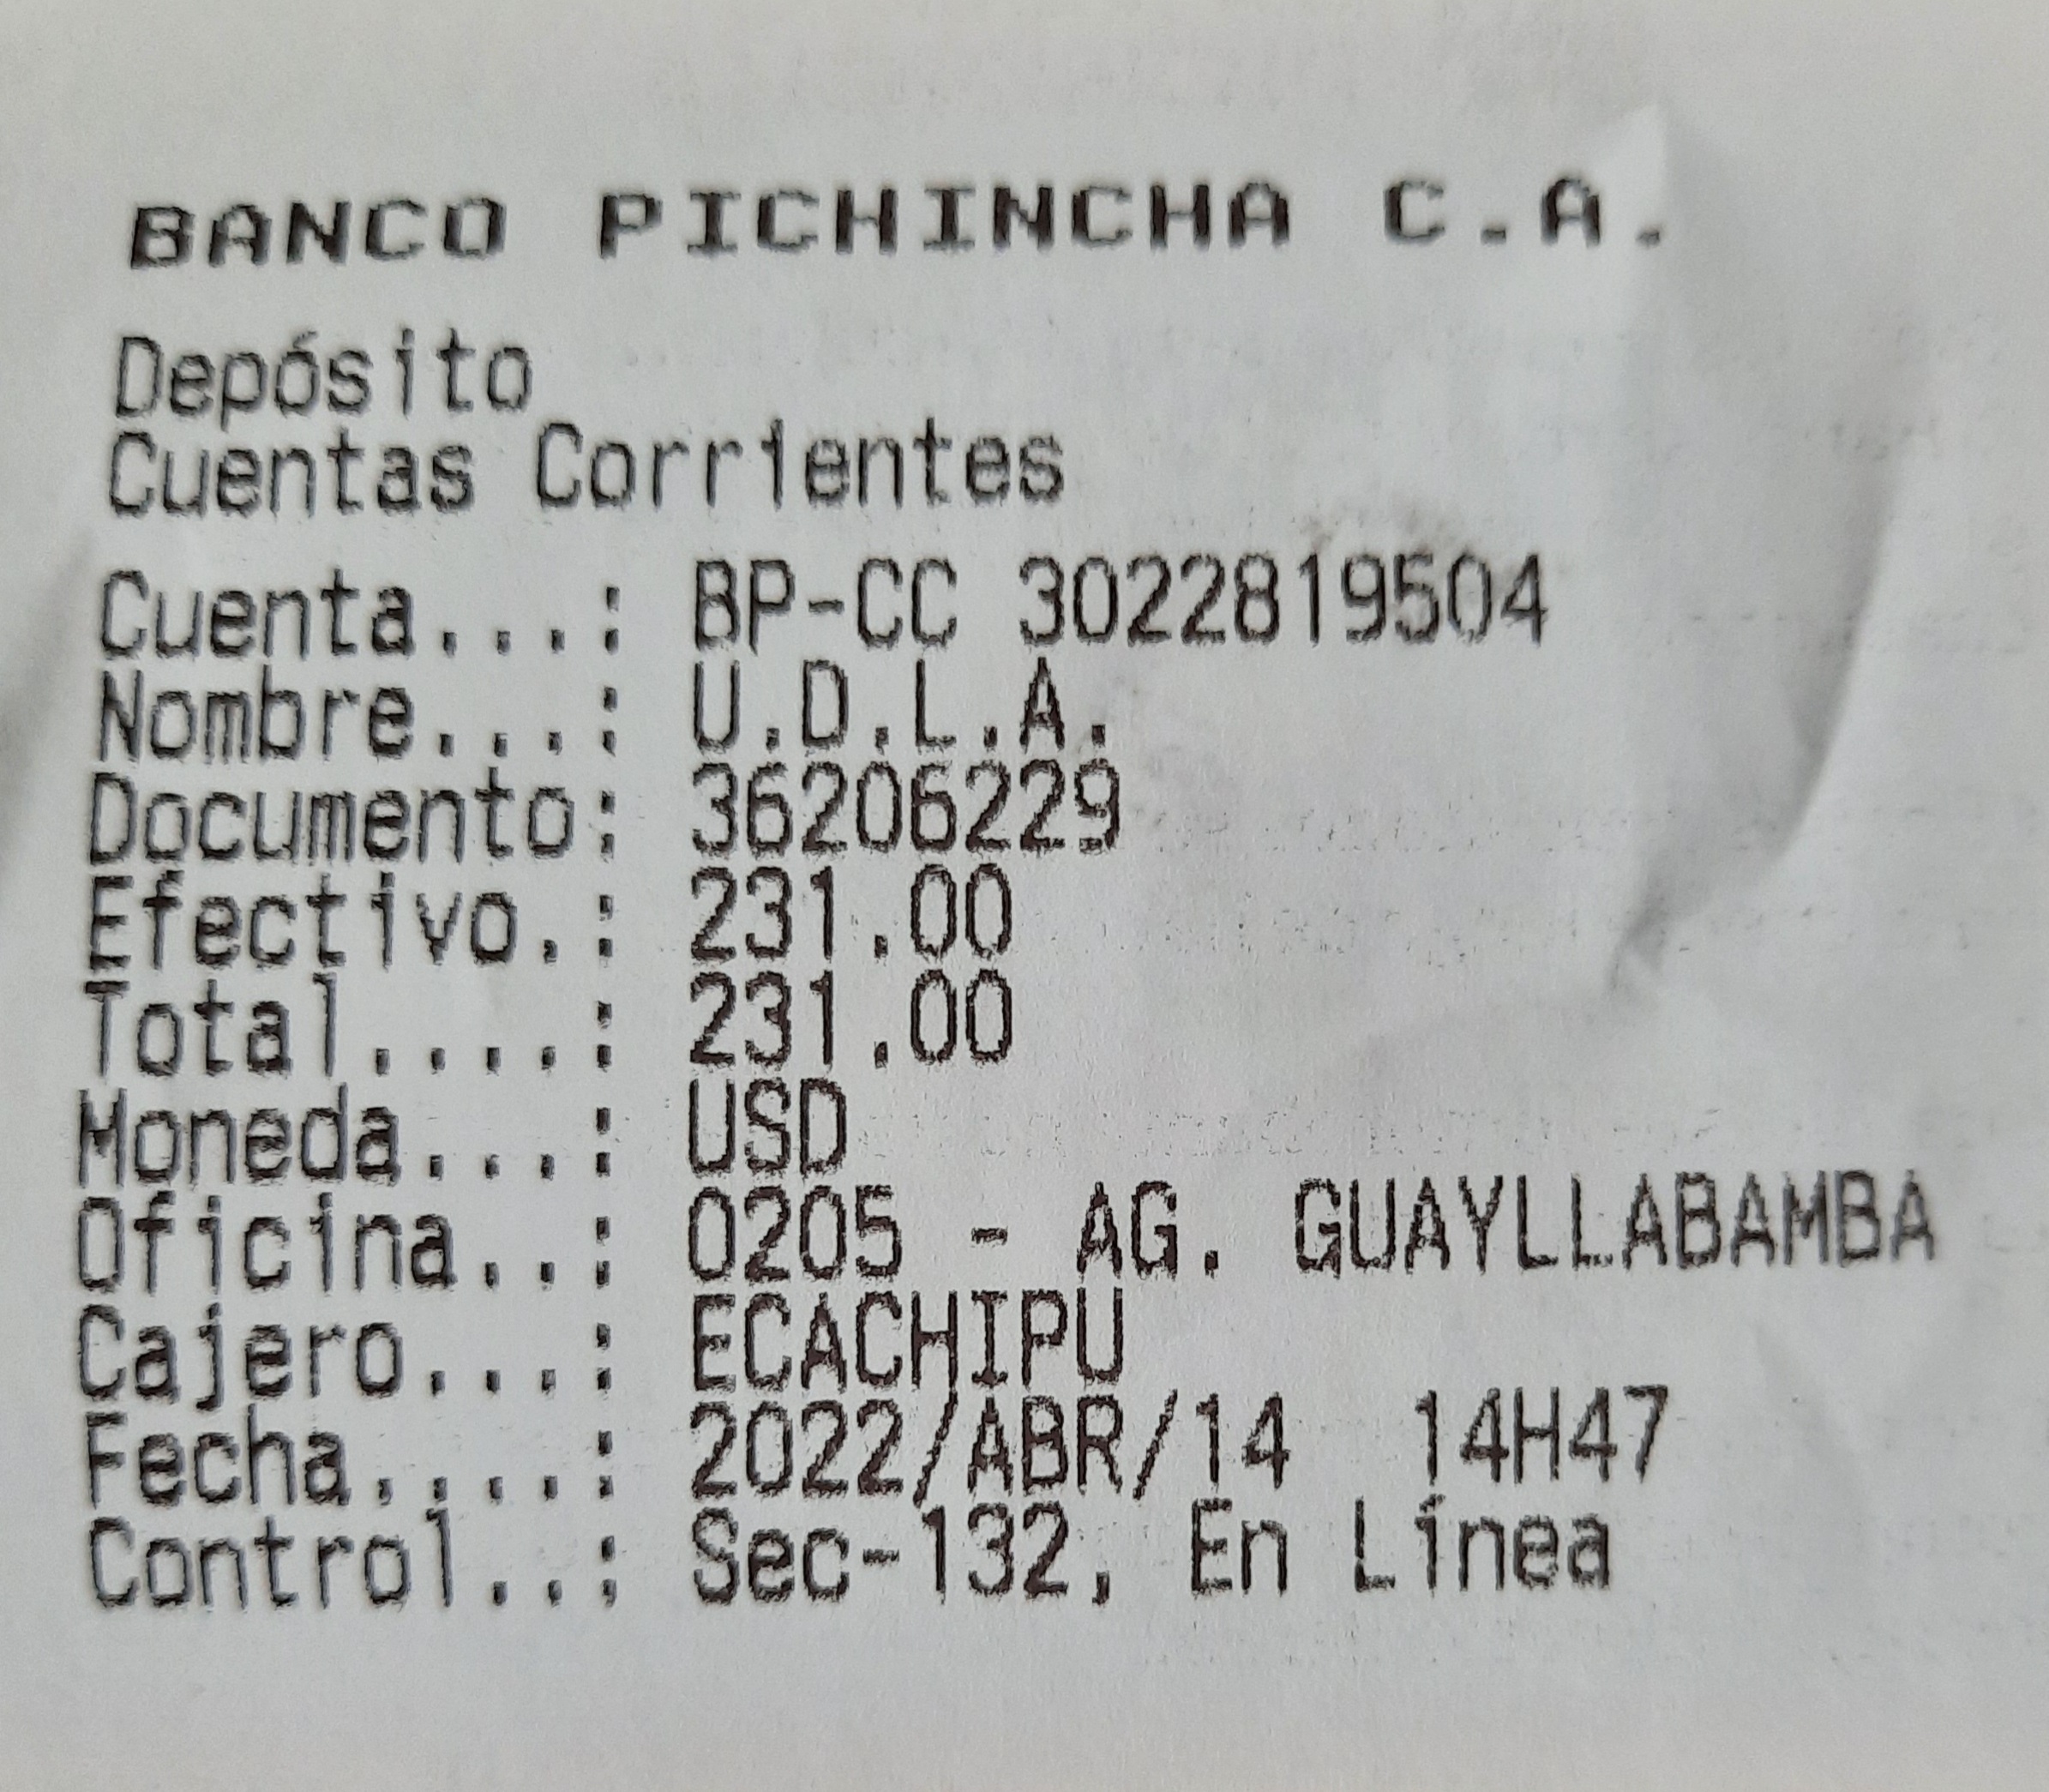 BANCO PICHINCHA C.A.
Depósito
Cuentas Corrientes
Cuenta...: BP-CC 3022819504
Nombre...: U.D.L.A.
Documento: 36206229
Efectivo.: 231.00
Total....: 231.00
Moneda...: USD
Oficina..: 0205 - AG. GUAYLLABAMBA
Cajero...: ECACHIPU
Fecha....: 2022/ABR/14 14H47
Control..: Sec-132, En Línea